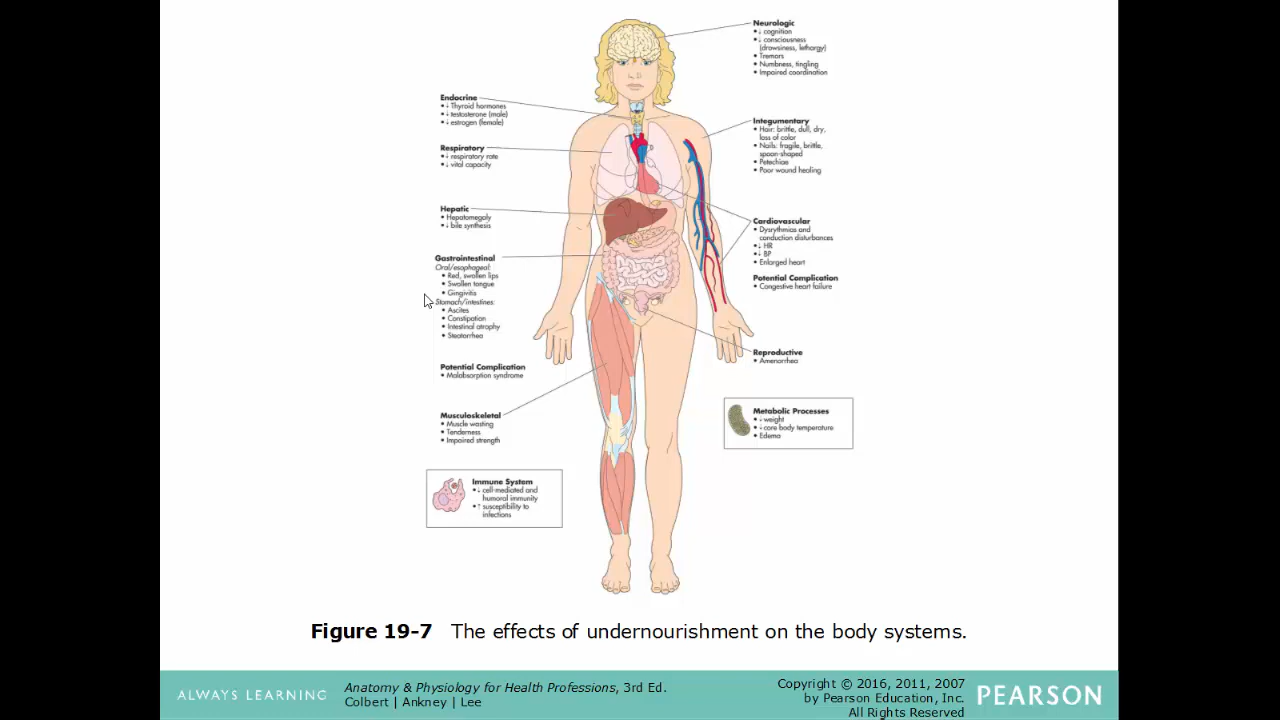 Neurologic
• ↓ cognition
• ↓ consciousness
(drowsiness, lethargy)
• Tremors
• Numbness, tingling
• Impaired coordination
Endocrine
• ↓ Thyroid hormones
• ↓ testosterone (male)
• ↓ estrogen (female)
Integumentary
• Hair: brittle, dull, dry,
loss of color
• Nails: fragile, brittle,
spoon-shaped
• Petechiae
• Poor wound healing
Respiratory
• ↓ respiratory rate
• ↓ vital capacity
Hepatic
• Hepatomegaly
• ↓ bile synthesis
Cardiovascular
• Dysrythmias and
conduction disturbances
• ↓ HR
• ↓ BP
• Enlarged heart
Potential Complication
• Congestive heart failure
Gastrointestinal
Oral/esophageal:
• Red, swollen lips
• Swollen tongue
• Gingivitis
Stomach/intestines:
• Ascites
• Constipation
• Intestinal atrophy
• Steatorrhea
Potential Complication
• Malabsorption syndrome
Reproductive
• Amenorrhea
Musculoskeletal
• Muscle wasting
• Tenderness
• Impaired strength
Metabolic Processes
• ↓ weight
• ↓ core body temperature
• Edema
Immune System
• ↓ cell-mediated and
humoral immunity
• ↑ susceptibility to
infections
Figure 19-7 The effects of undernourishment on the body systems.
ALWAYS LEARNING
Anatomy & Physiology for Health Professions, 3rd Ed.
Colbert | Ankney | Lee
Copyright © 2016, 2011, 2007
by Pearson Education, Inc.
All Rights Reserved
PEARSON